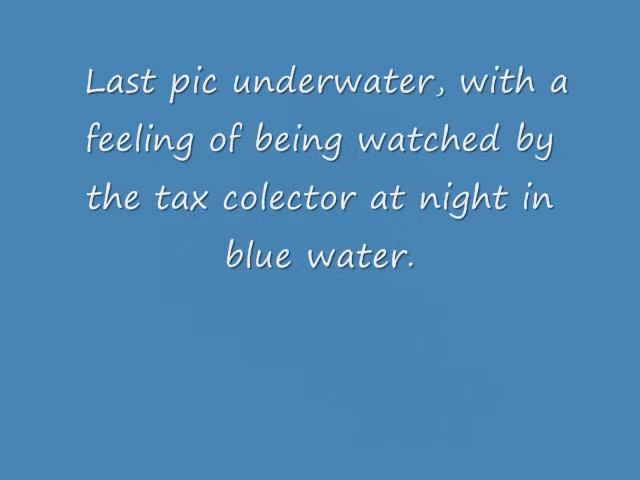 Last pic underwater, with a
feeling of being watched by
the tax colector at night in
blue water.